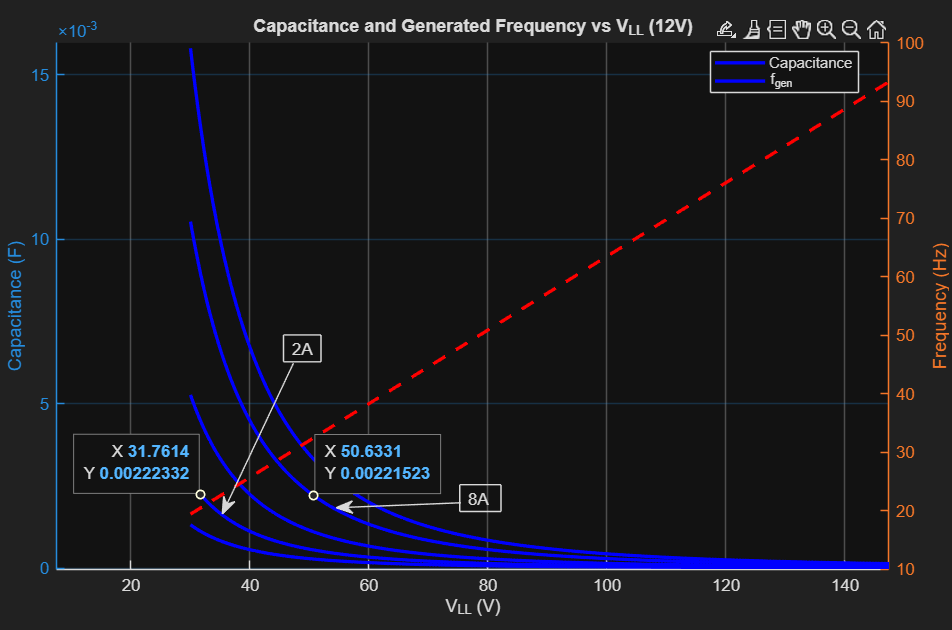 Capacitance and Generated Frequency vs V_LL (12V)
×10⁻³
Capacitance
f_gen
15
10
5
0
Capacitance (F)
100
90
80
70
60
50
40
30
20
10
Frequency (Hz)
2A
X 31.7614
Y 0.00222332
X 50.6331
Y 0.00221523
8A
20
40
60
80
100
120
140
V_LL (V)